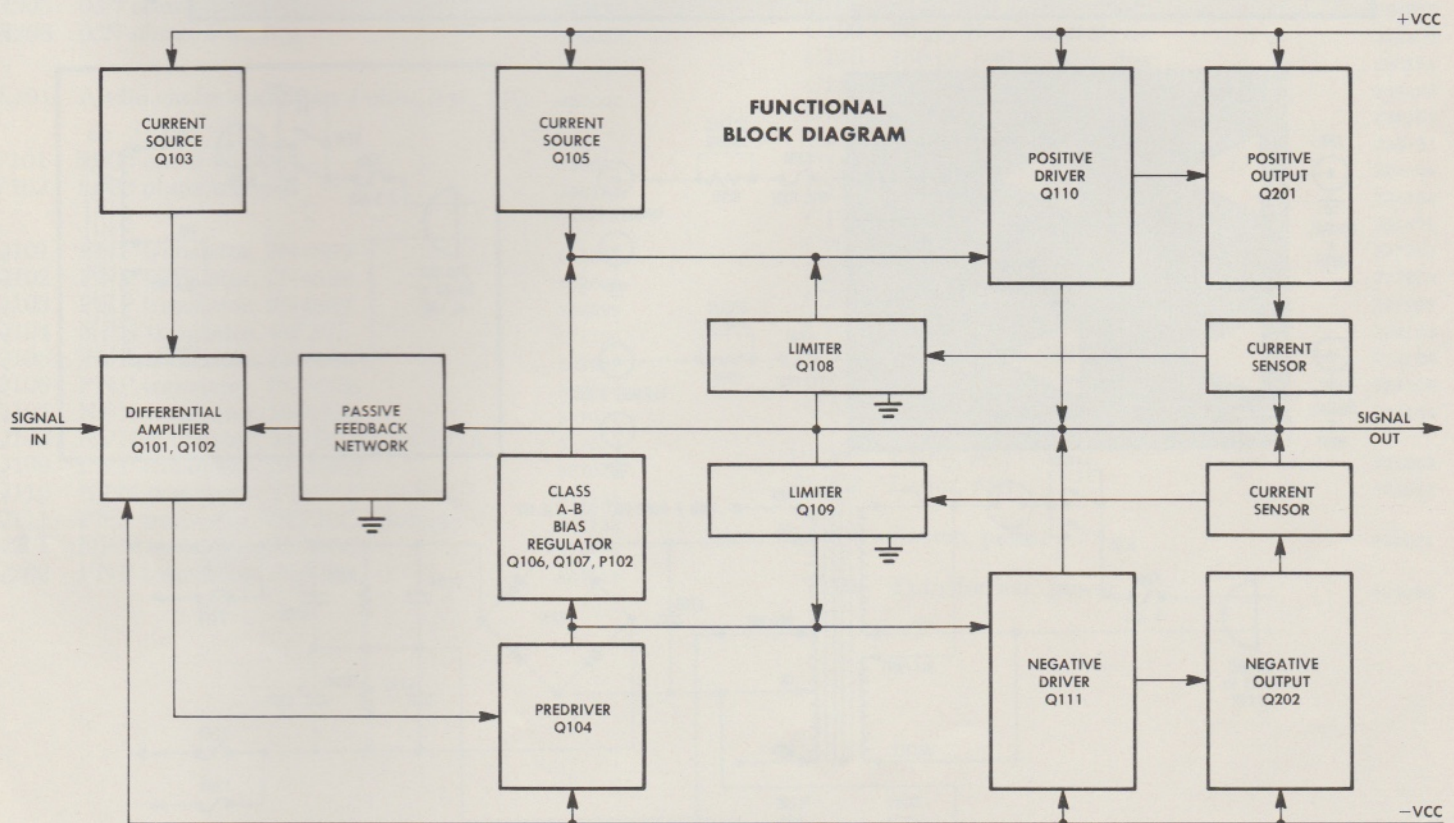 +VCC
FUNCTIONAL
BLOCK DIAGRAM
CURRENT
SOURCE
Q103
CURRENT
SOURCE
Q105
POSITIVE
DRIVER
Q110
POSITIVE
OUTPUT
Q201
LIMITER
Q108
CURRENT
SENSOR
SIGNAL
IN
DIFFERENTIAL
AMPLIFIER
Q101, Q102
PASSIVE
FEEDBACK
NETWORK
SIGNAL
OUT
CLASS
A-B
BIAS
REGULATOR
Q106, Q107, P102
LIMITER
Q109
CURRENT
SENSOR
PREDRIVER
Q104
NEGATIVE
DRIVER
Q111
NEGATIVE
OUTPUT
Q202
−VCC